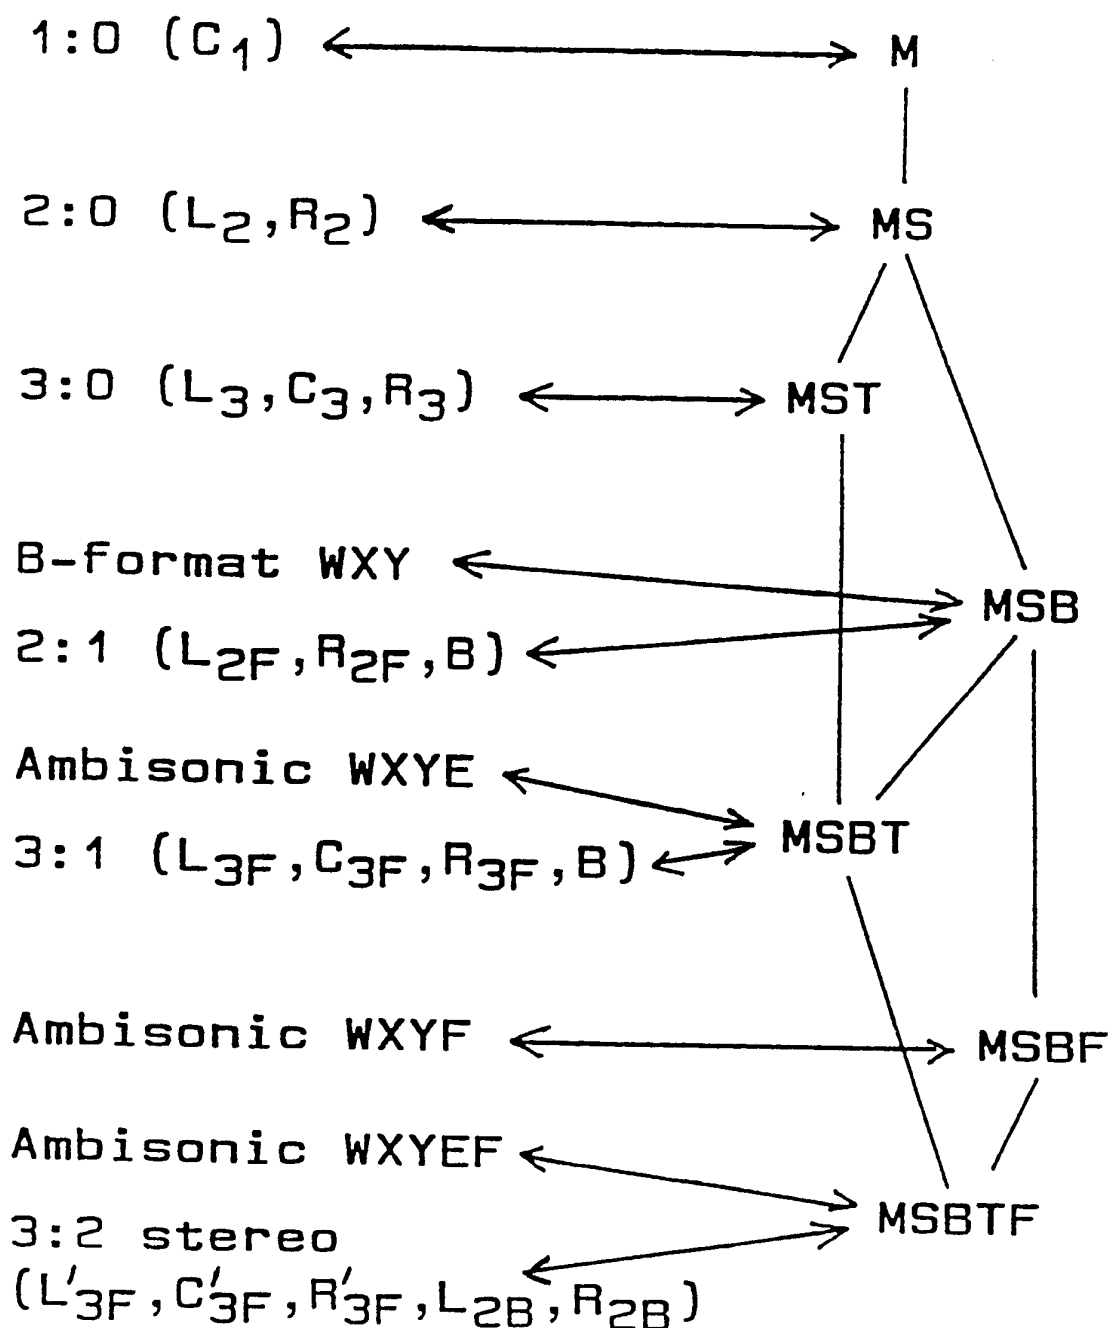 1:0 (C₁) M
2:0 (L₂,R₂) MS
3:0 (L₃,C₃,R₃) MST
B-format WXY
MSB
2:1 (L₂F,R₂F,B)
Ambisonic WXYE
MSBT
3:1 (L₃F,C₃F,R₃F,B)
Ambisonic WXYF MSBF
Ambisonic WXYEF
MSBTF
3:2 stereo
(L′₃F,C′₃F,R′₃F,L₂B,R₂B)